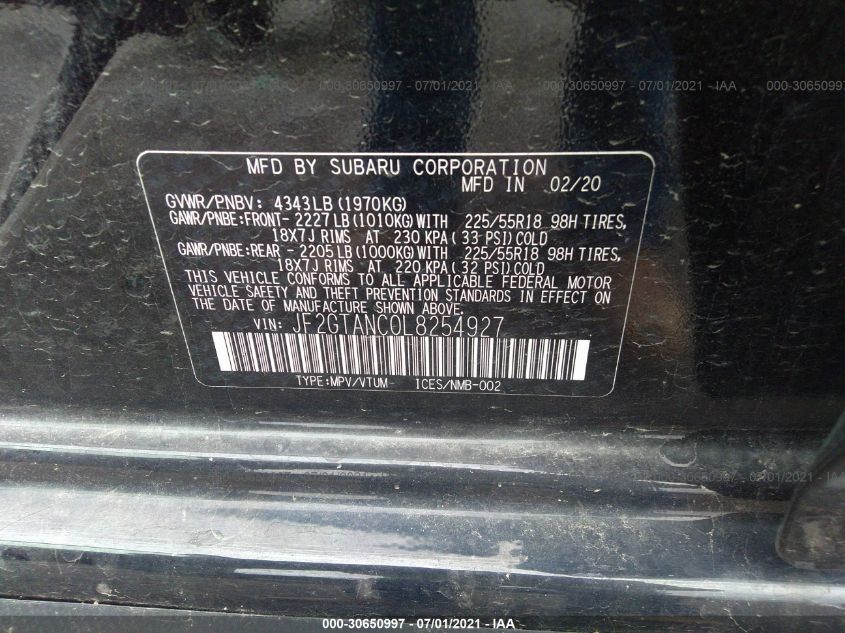 000-30650997 - 07/01/2021 - IAA 000-30650997 - 07/01/2021 - IAA
MFD BY SUBARU CORPORATION
MFD IN 02/20
GVWR/PNBV: 4343LB (1970KG)
GAWR/PNBE:FRONT- 2227 LB (1010KG) WITH 225/55R18 98H TIRES,
18X7J RIMS AT 230 KPA ( 33 PSI) COLD
GAWR/PNBE:REAR - 2205 LB (1000KG) WITH 225/55R18 98H TIRES,
18X7J RIMS AT 220 KPA ( 32 PSI) COLD
THIS VEHICLE CONFORMS TO ALL APPLICABLE FEDERAL MOTOR
VEHICLE SAFETY AND THEFT PREVENTION STANDARDS IN EFFECT ON
THE DATE OF MANUFACTURE SHOWN ABOVE.
VIN: JF2GTANC0L8254927
TYPE:MPV/VTUM- ICES/NMB-002
07/01/2021 - IAA
000-30650997 - 07/01/2021 - IAA